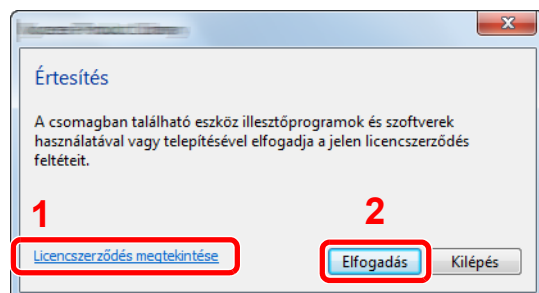 Értesítés
A csomagban található eszköz illesztőprogramok és szoftverek
használatával vagy telepítésével elfogadja a jelen licencszerződés
feltéteit.
1
2
Licencszerződés megtekintése
Elfogadás
Kilépés